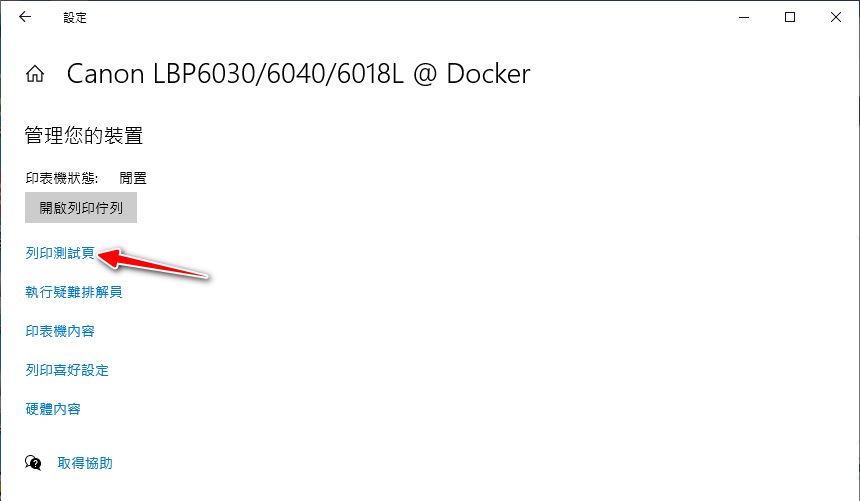 設定
Canon LBP6030/6040/6018L @ Docker
管理您的裝置
印表機狀態: 閒置
開啟列印佇列
列印測試頁
執行疑難排解員
印表機內容
列印喜好設定
硬體內容
取得協助